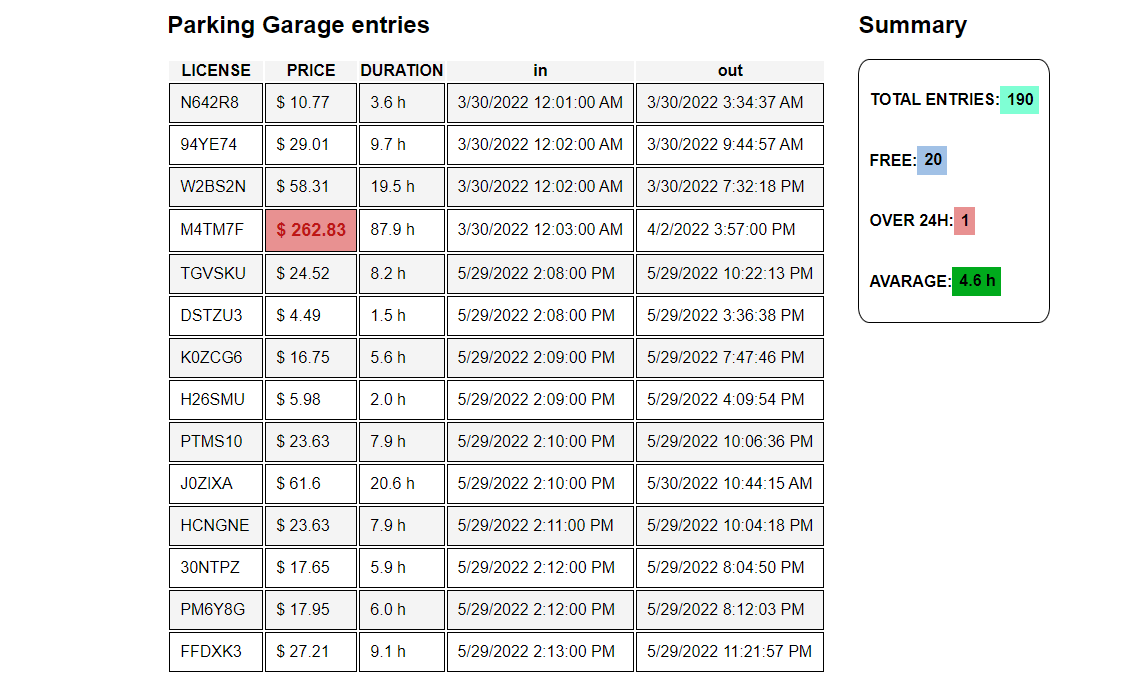 Parking Garage entries
Summary
LICENSE PRICE DURATION in out
N642R8 $ 10.77 3.6 h 3/30/2022 12:01:00 AM 3/30/2022 3:34:37 AM
94YE74 $ 29.01 9.7 h 3/30/2022 12:02:00 AM 3/30/2022 9:44:57 AM
W2BS2N $ 58.31 19.5 h 3/30/2022 12:02:00 AM 3/30/2022 7:32:18 PM
M4TM7F $ 262.83 87.9 h 3/30/2022 12:03:00 AM 4/2/2022 3:57:00 PM
TGVSKU $ 24.52 8.2 h 5/29/2022 2:08:00 PM 5/29/2022 10:22:13 PM
DSTZU3 $ 4.49 1.5 h 5/29/2022 2:08:00 PM 5/29/2022 3:36:38 PM
K0ZCG6 $ 16.75 5.6 h 5/29/2022 2:09:00 PM 5/29/2022 7:47:46 PM
H26SMU $ 5.98 2.0 h 5/29/2022 2:09:00 PM 5/29/2022 4:09:54 PM
PTMS10 $ 23.63 7.9 h 5/29/2022 2:10:00 PM 5/29/2022 10:06:36 PM
J0ZIXA $ 61.6 20.6 h 5/29/2022 2:10:00 PM 5/30/2022 10:44:15 AM
HCNGNE $ 23.63 7.9 h 5/29/2022 2:11:00 PM 5/29/2022 10:04:18 PM
30NTPZ $ 17.65 5.9 h 5/29/2022 2:12:00 PM 5/29/2022 8:04:50 PM
PM6Y8G $ 17.95 6.0 h 5/29/2022 2:12:00 PM 5/29/2022 8:12:03 PM
FFDXK3 $ 27.21 9.1 h 5/29/2022 2:13:00 PM 5/29/2022 11:21:57 PM
TOTAL ENTRIES: 190
FREE: 20
OVER 24H: 1
AVARAGE: 4.6 h